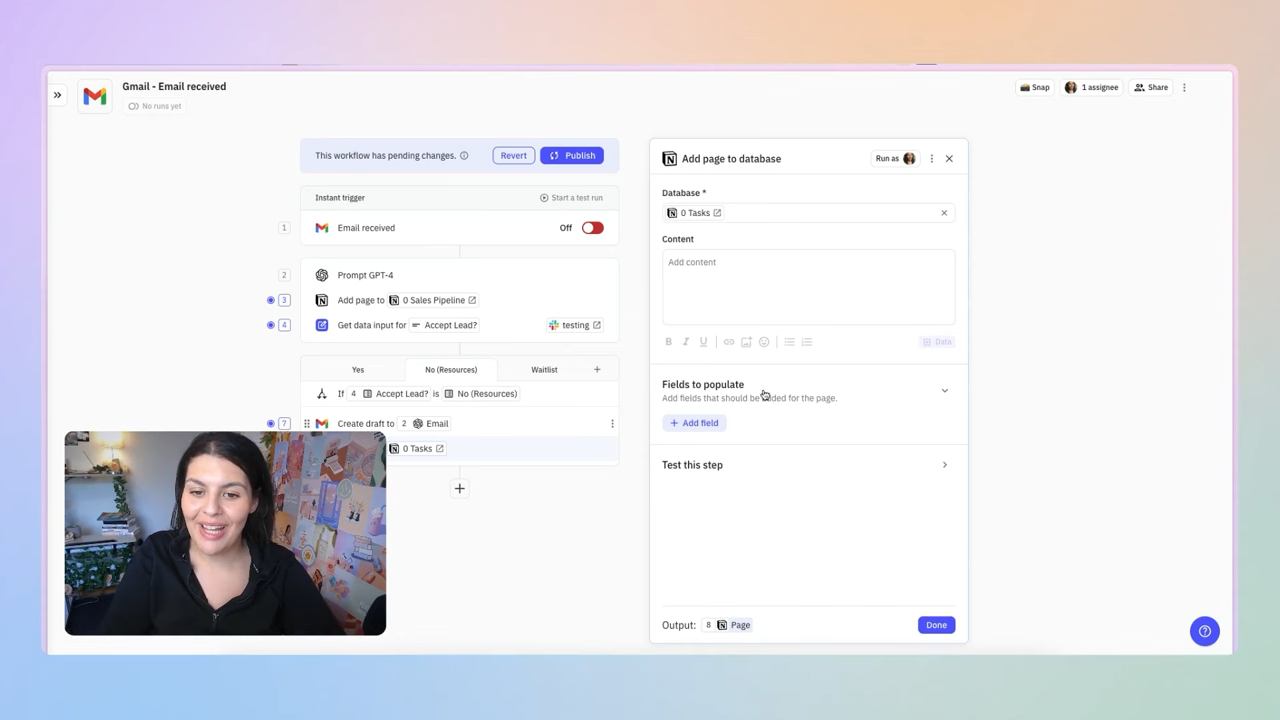 Gmail - Email received
No runs yet
Snap
1 assignee
Share
This workflow has pending changes.
Revert
Publish
Instant trigger
Start a test run
1
Email received
Off
2
Prompt GPT-4
3
Add page to 0 Sales Pipeline
4
Get data input for Accept Lead?
testing
Yes
No (Resources)
Waitlist
+
If 4 Accept Lead? is No (Resources)
7
Create draft to 2 Email
0 Tasks
Add page to database
Run as
Database *
0 Tasks
Content
Add content
B I U
Data
Fields to populate
Add fields that should be added for the page.
+ Add field
Test this step
Output: 8 Page
Done